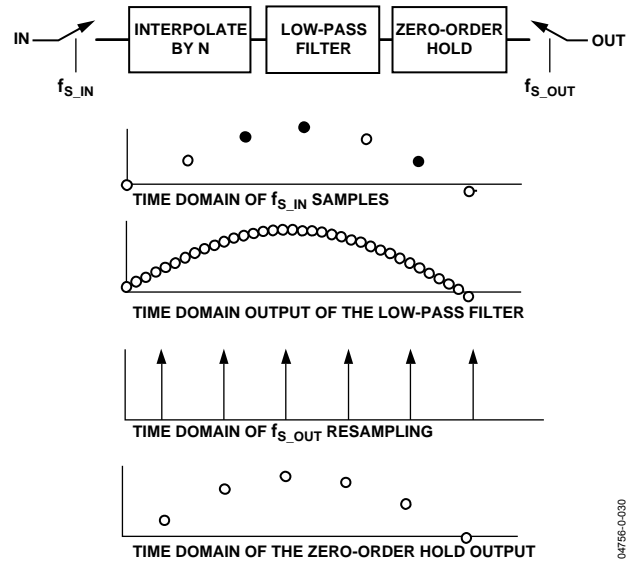 IN
INTERPOLATE
BY N
LOW-PASS
FILTER
ZERO-ORDER
HOLD
OUT
fS_IN
fS_OUT
TIME DOMAIN OF fS_IN SAMPLES
TIME DOMAIN OUTPUT OF THE LOW-PASS FILTER
TIME DOMAIN OF fS_OUT RESAMPLING
TIME DOMAIN OF THE ZERO-ORDER HOLD OUTPUT
04756-0-030